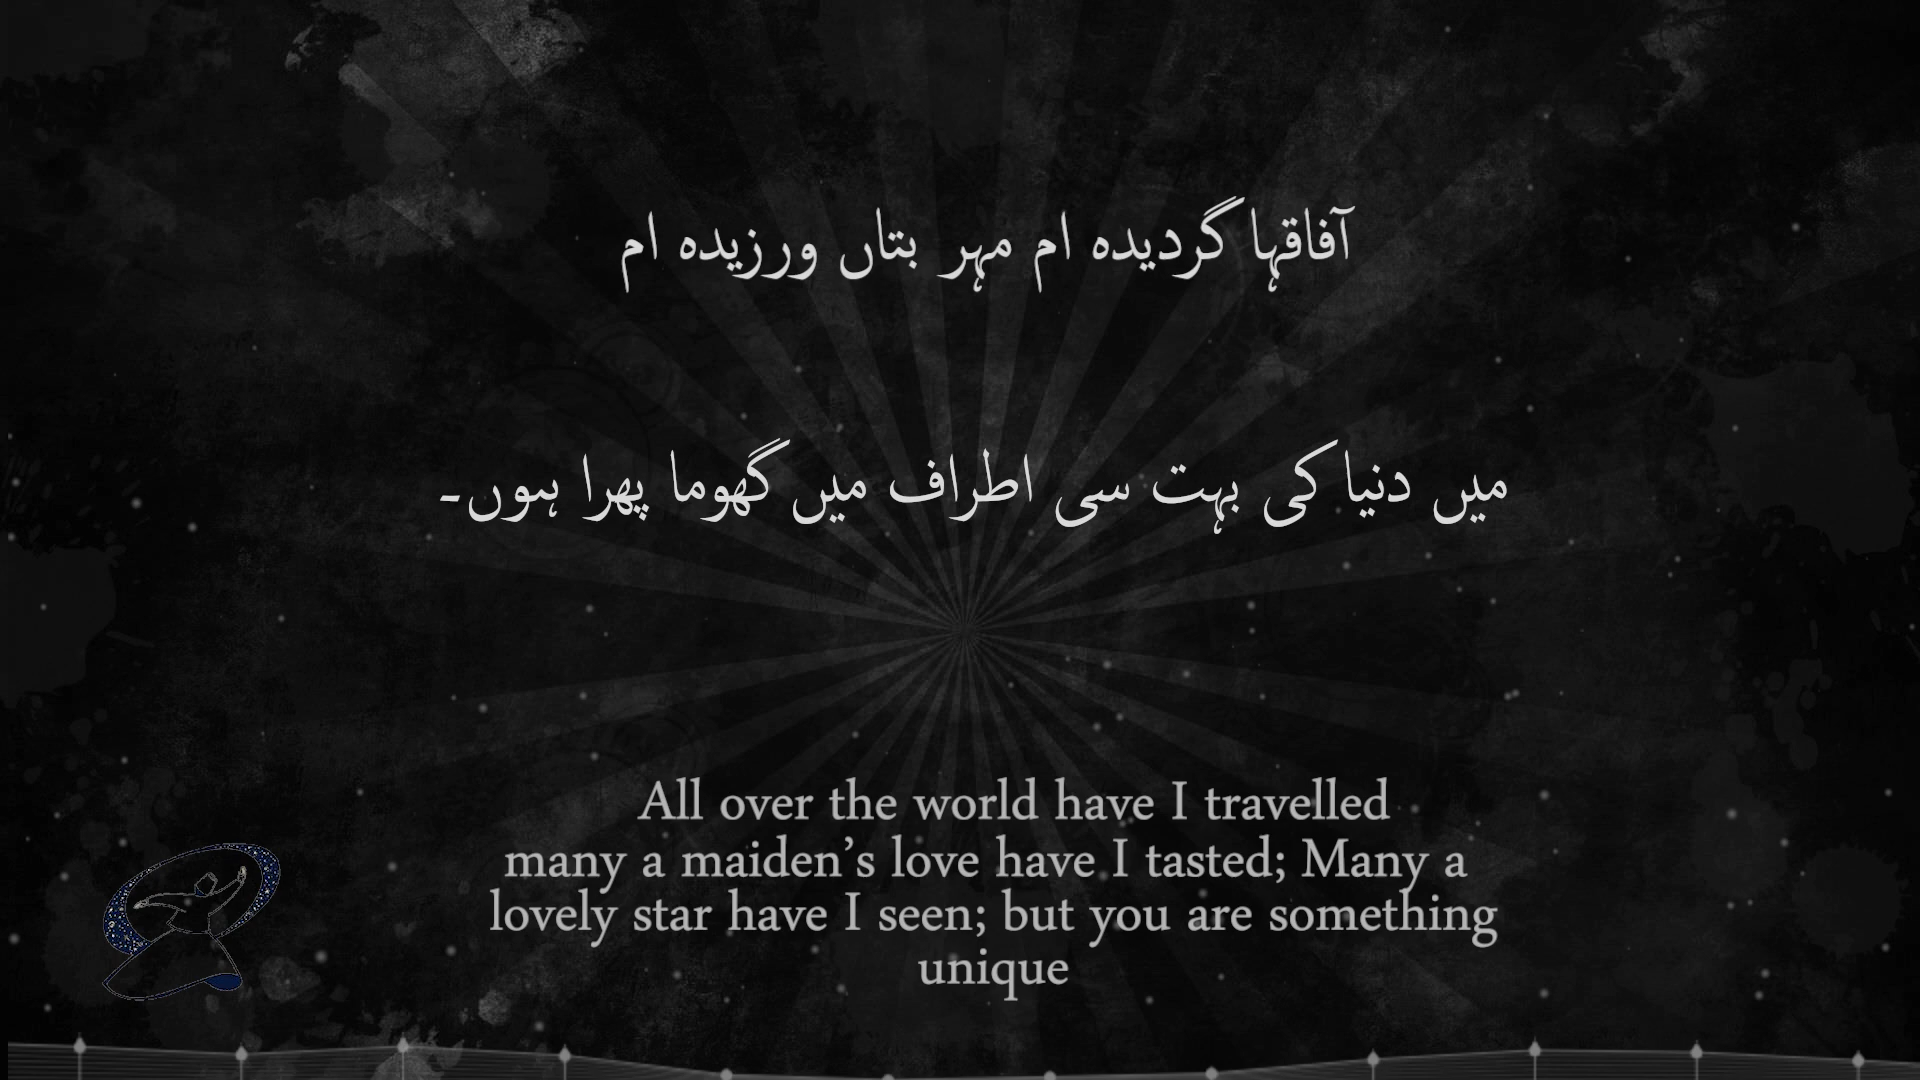 آفاقہا گردیدہ ام مہر بتاں ورزیدہ ام
میں دنیا کی بہت سی اطراف میں گھوما پھرا ہوں۔
All over the world have I travelled
many a maiden’s love have I tasted; Many a
lovely star have I seen; but you are something
unique